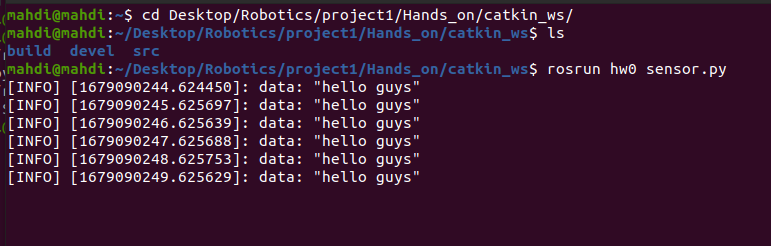 mahdi@mahdi:~$ cd Desktop/Robotics/project1/Hands_on/catkin_ws/
mahdi@mahdi:~/Desktop/Robotics/project1/Hands_on/catkin_ws$ ls
build  devel  src
mahdi@mahdi:~/Desktop/Robotics/project1/Hands_on/catkin_ws$ rosrun hw0 sensor.py
[INFO] [1679090244.624450]: data: "hello guys"
[INFO] [1679090245.625697]: data: "hello guys"
[INFO] [1679090246.625639]: data: "hello guys"
[INFO] [1679090247.625688]: data: "hello guys"
[INFO] [1679090248.625753]: data: "hello guys"
[INFO] [1679090249.625629]: data: "hello guys"